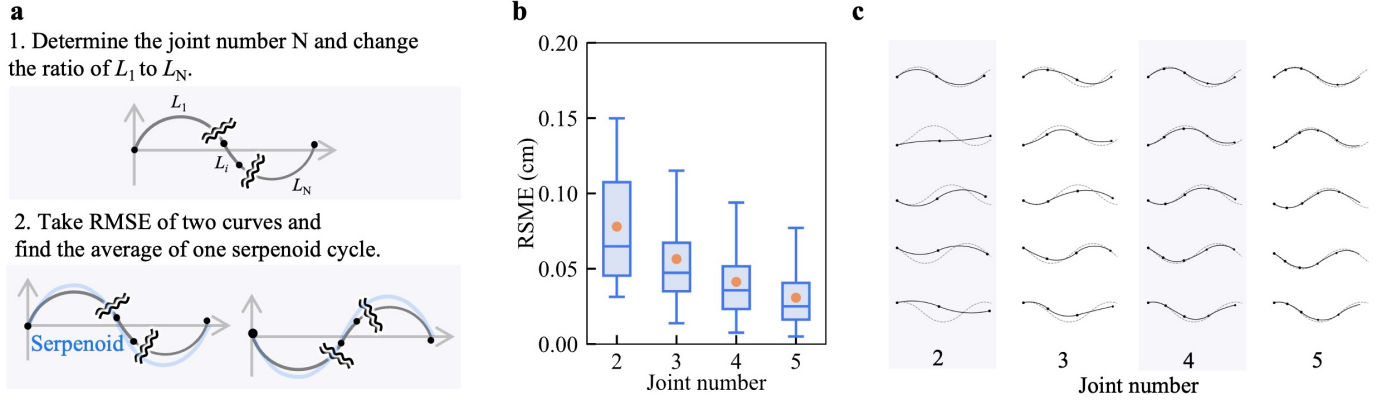 a
1. Determine the joint number N and change
the ratio of L1 to LN.
L1
Li
LN
2. Take RMSE of two curves and
find the average of one serpenoid cycle.
Serpenoid
b
RSME (cm)
0.20
0.15
0.10
0.05
0.00
2 3 4 5
Joint number
c
2 3 4 5
Joint number